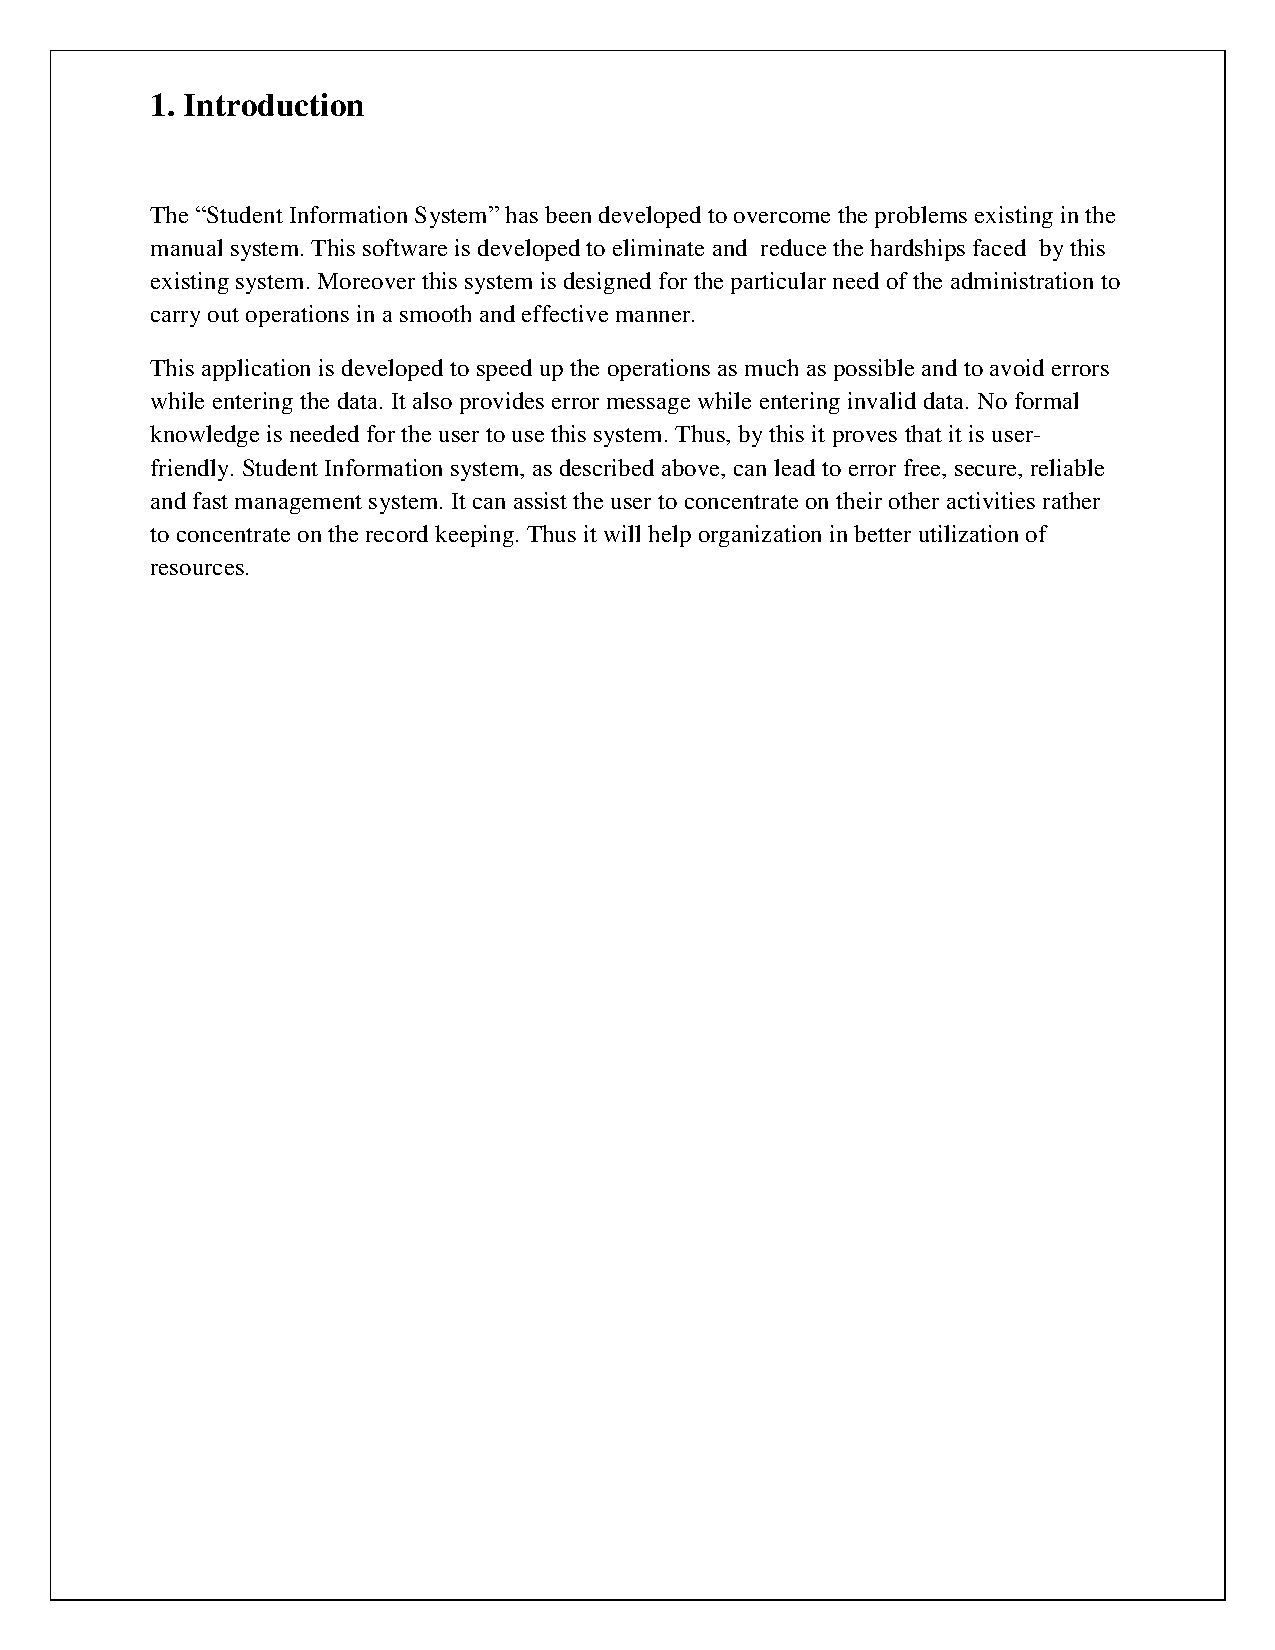 1. Introduction
The “Student Information System” has been developed to overcome the problems existing in the
manual system. This software is developed to eliminate and  reduce the hardships faced  by this
existing system. Moreover this system is designed for the particular need of the administration to
carry out operations in a smooth and effective manner.
This application is developed to speed up the operations as much as possible and to avoid errors
while entering the data. It also provides error message while entering invalid data. No formal
knowledge is needed for the user to use this system. Thus, by this it proves that it is user-
friendly. Student Information system, as described above, can lead to error free, secure, reliable
and fast management system. It can assist the user to concentrate on their other activities rather
to concentrate on the record keeping. Thus it will help organization in better utilization of
resources.